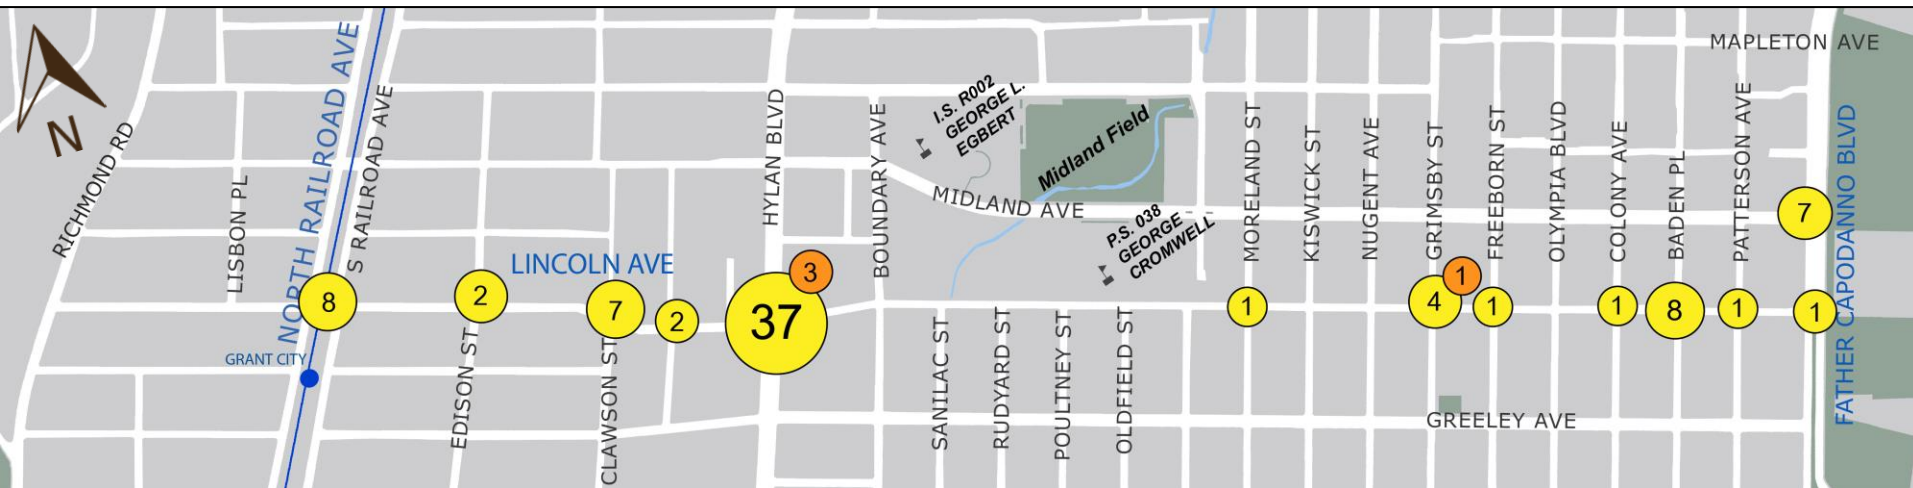 MAPLETON AVE
N
RICHMOND RD
LISBON PL
NORTH RAILROAD AVE
S RAILROAD AVE
GRANT CITY
EDISON ST
LINCOLN AVE
CLAWSON ST
HYLAN BLVD
BOUNDARY AVE
I.S. R002
GEORGE L.
EGBERT
Midland Field
MIDLAND AVE
P.S. 038
GEORGE
CROMWELL
SANILAC ST
RUDYARD ST
POULTNEY ST
OLDFIELD ST
MORELAND ST
KISWICK ST
NUGENT AVE
GRIMSBY ST
FREEBORN ST
OLYMPIA BLVD
COLONY AVE
BADEN PL
PATTERSON AVE
FATHER CAPODANNO BLVD
GREELEY AVE
8
2
7
2
37
3
1
4
1
1
1
8
1
1
7